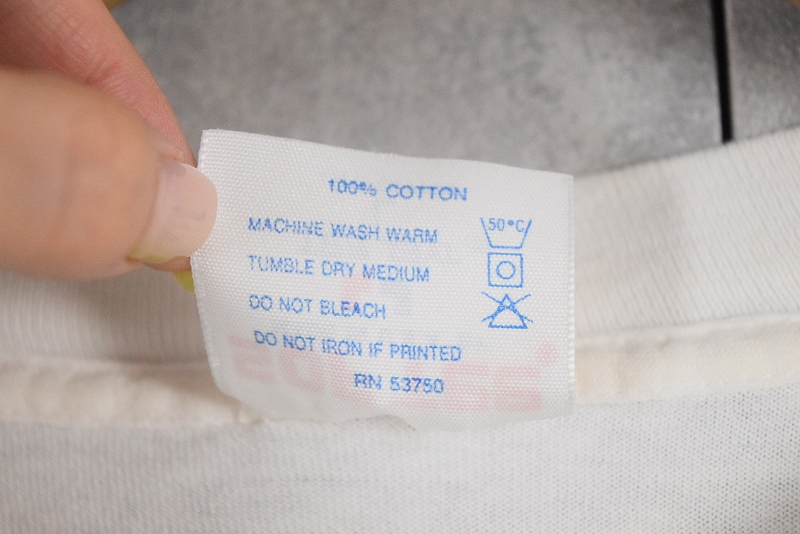 100% COTTON
MACHINE WASH WARM
50°C
TUMBLE DRY MEDIUM
DO NOT BLEACH
DO NOT IRON IF PRINTED
RN 53750